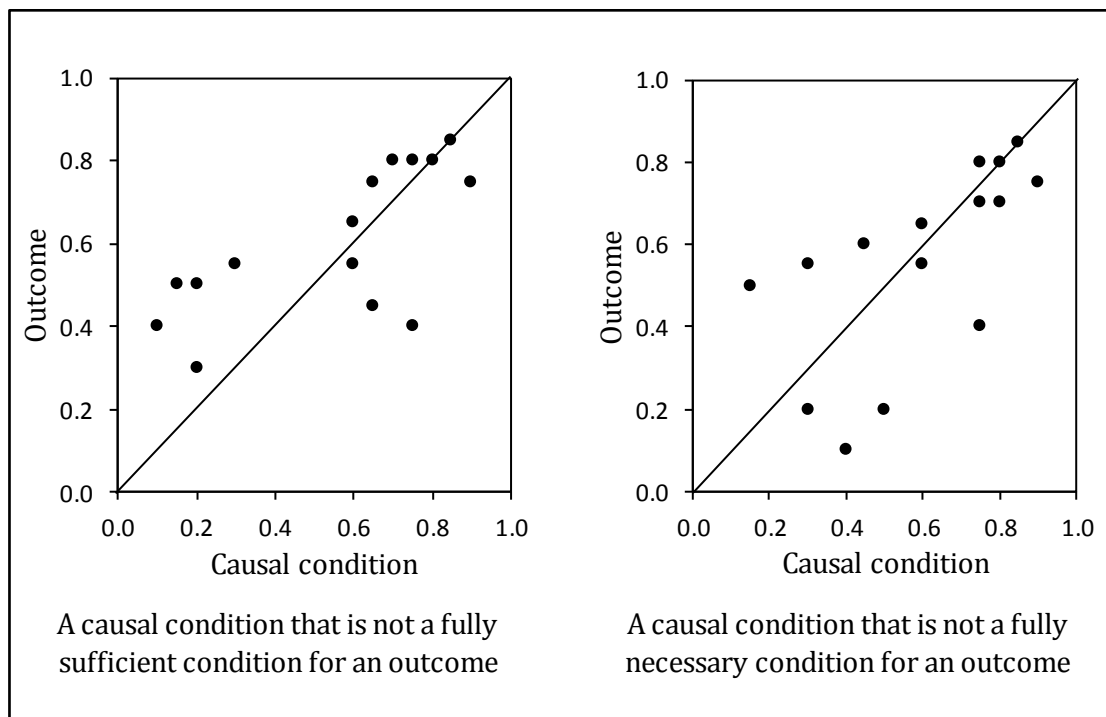 1.0
0.8
0.6
0.4
0.2
0.0
Outcome
0.0 0.2 0.4 0.6 0.8 1.0
Causal condition
A causal condition that is not a fully
sufficient condition for an outcome
1.0
0.8
0.6
0.4
0.2
0.0
Outcome
0.0 0.2 0.4 0.6 0.8 1.0
Causal condition
A causal condition that is not a fully
necessary condition for an outcome